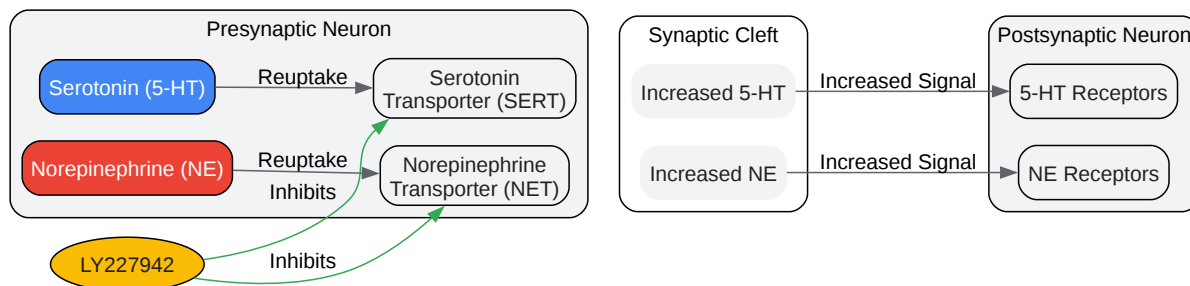 Presynaptic Neuron
Serotonin (5-HT)
Reuptake
Serotonin
Transporter (SERT)
Norepinephrine (NE)
Reuptake
Inhibits
Norepinephrine
Transporter (NET)
LY227942
Inhibits
Synaptic Cleft
Increased 5-HT
Increased Signal
Increased NE
Increased Signal
Postsynaptic Neuron
5-HT Receptors
NE Receptors